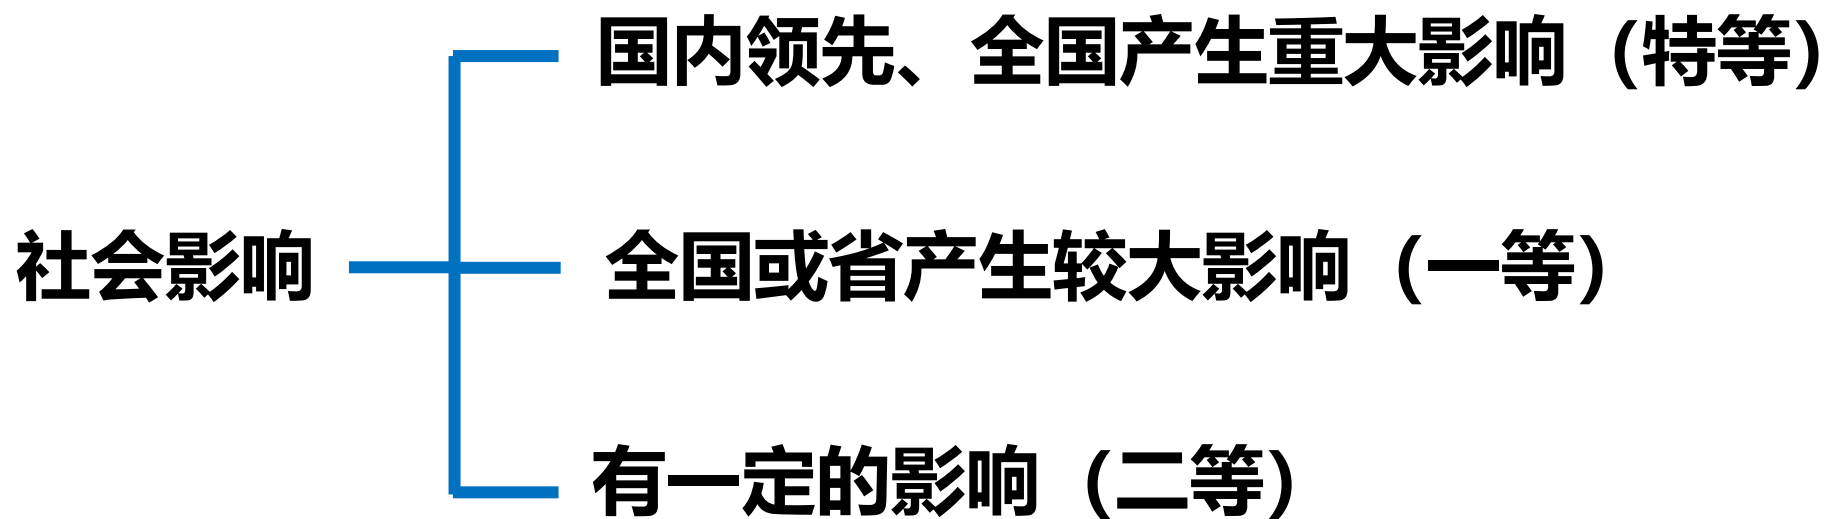 国内领先、全国产生重大影响（特等）
社会影响
全国或省产生较大影响（一等）
有一定的影响（二等）